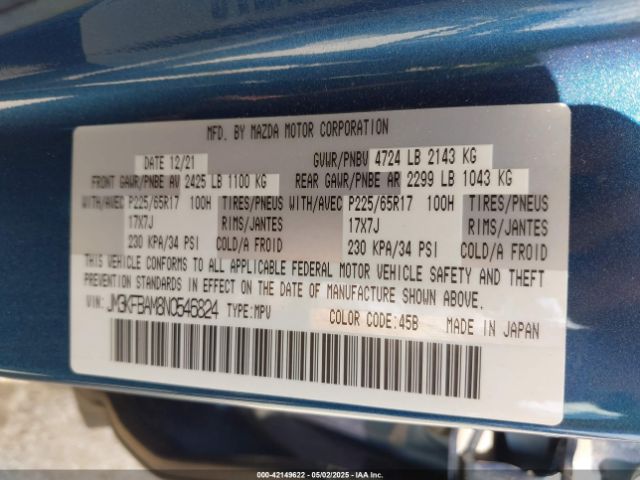 MFD. BY MAZDA MOTOR CORPORATION
DATE 12/21 GVWR/PNBV 4724 LB 2143 KG
FRONT GAWR/PNBE AV 2425 LB 1100 KG REAR GAWR/PNBE AR 2299 LB 1043 KG
WITH/AVEC P225/65R17 100H TIRES/PNEUS WITH/AVEC P225/65R17 100H TIRES/PNEUS
17X7J RIMS/JANTES 17X7J RIMS/JANTES
230 KPA/34 PSI COLD/A FROID 230 KPA/34 PSI COLD/A FROID
THIS VEHICLE CONFORMS TO ALL APPLICABLE FEDERAL MOTOR VEHICLE SAFETY AND THEFT
PREVENTION STANDARDS IN EFFECT ON THE DATE OF MANUFACTURE SHOWN ABOVE.
VIN: JM3KFBAM8N0545824 TYPE: MPV COLOR CODE: 45B MADE IN JAPAN
000-42149622 - 05/02/2025 - IAA Inc.